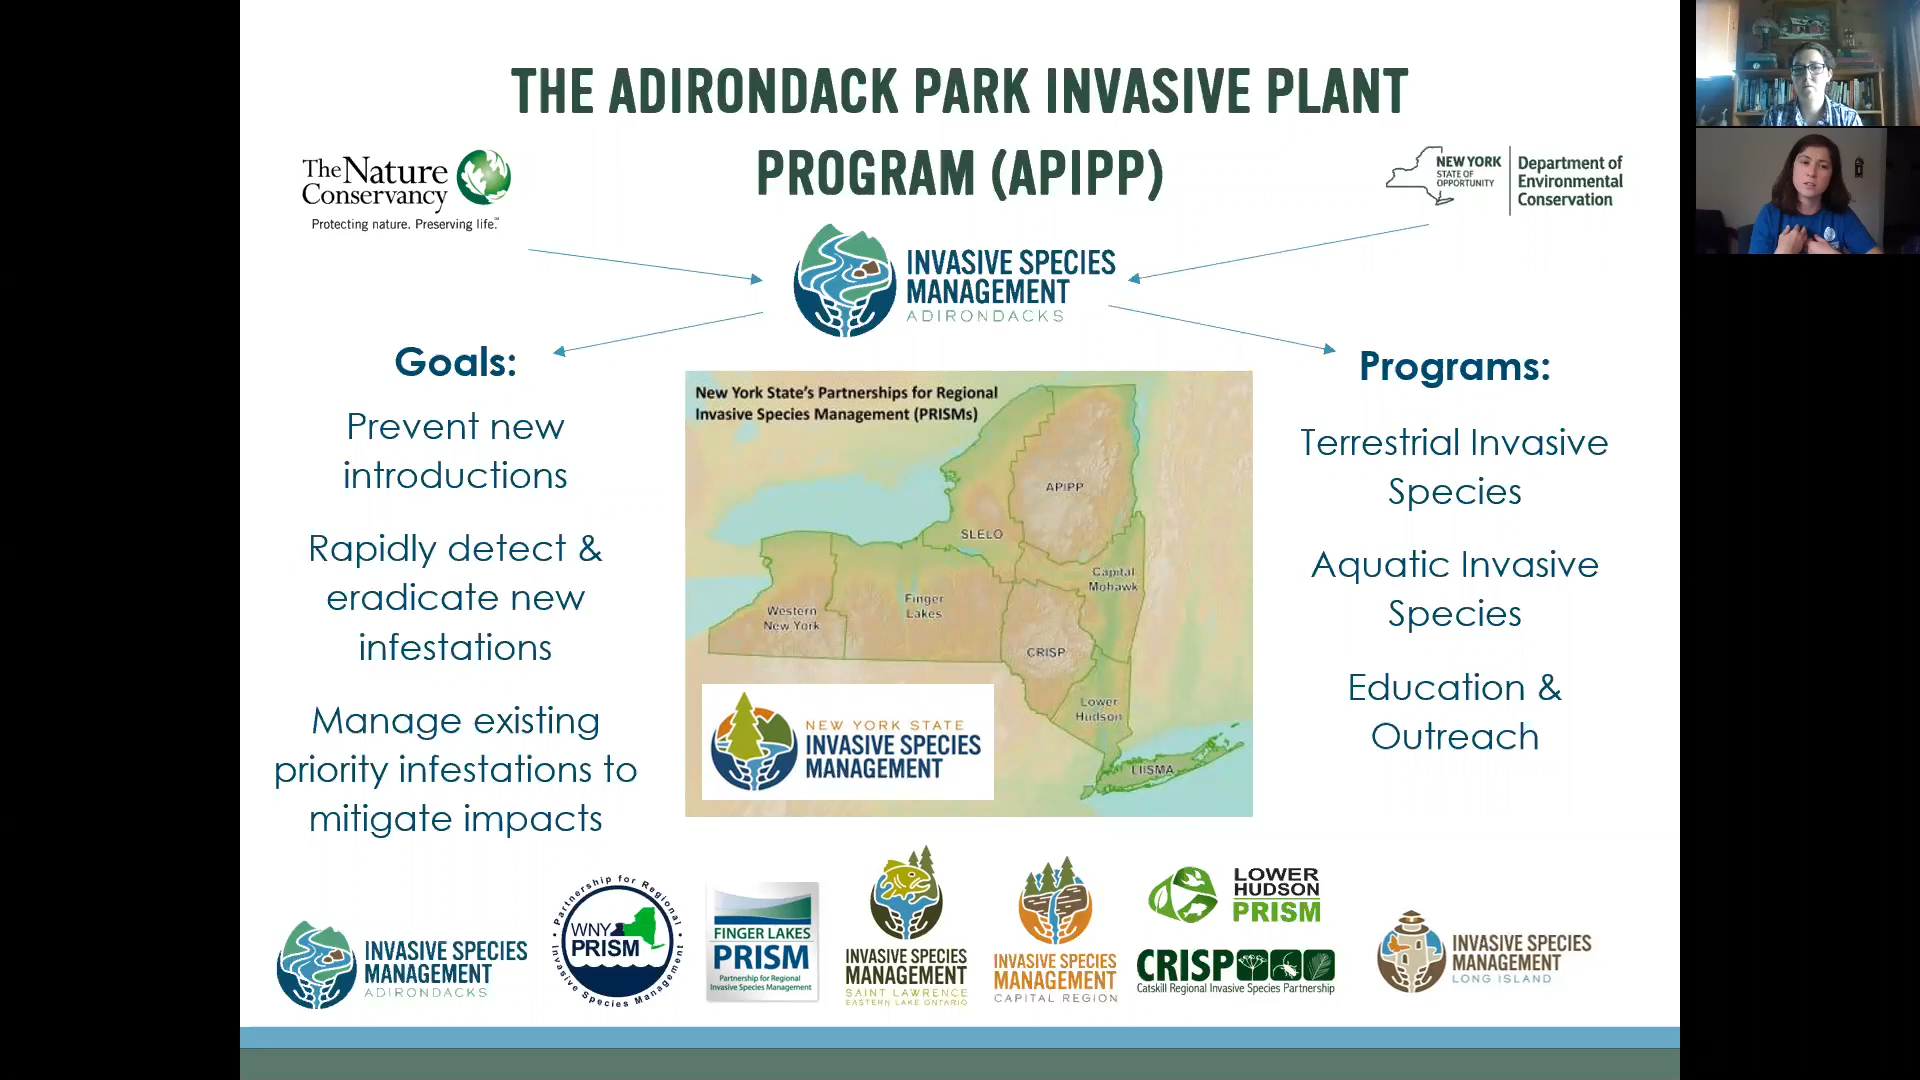 THE ADIRONDACK PARK INVASIVE PLANT
PROGRAM (APIPP)
The Nature
Conservancy
Protecting nature. Preserving life.™
NEW YORK
STATE OF
OPPORTUNITY
Department of
Environmental
Conservation
INVASIVE SPECIES
MANAGEMENT
ADIRONDACKS
Goals:
Prevent new
introductions
Rapidly detect &
eradicate new
infestations
Manage existing
priority infestations to
mitigate impacts
New York State's Partnerships for Regional
Invasive Species Management (PRISMs)
APIPP
SLELO
Capital
Mohawk
Finger
Lakes
Western
New York
CRISP
Lower
Hudson
LIISMA
NEW YORK STATE
INVASIVE SPECIES
MANAGEMENT
Programs:
Terrestrial Invasive
Species
Aquatic Invasive
Species
Education &
Outreach
INVASIVE SPECIES
MANAGEMENT
ADIRONDACKS
Partnership for Regional
WNY
PRISM
Invasive Species Management
FINGER LAKES
PRISM
Partnership for Regional
Invasive Species Management
INVASIVE SPECIES
MANAGEMENT
SAINT LAWRENCE
EASTERN LAKE ONTARIO
INVASIVE SPECIES
MANAGEMENT
CAPITAL REGION
LOWER
HUDSON
PRISM
CRISP
Catskill Regional Invasive Species Partnership
INVASIVE SPECIES
MANAGEMENT
LONG ISLAND